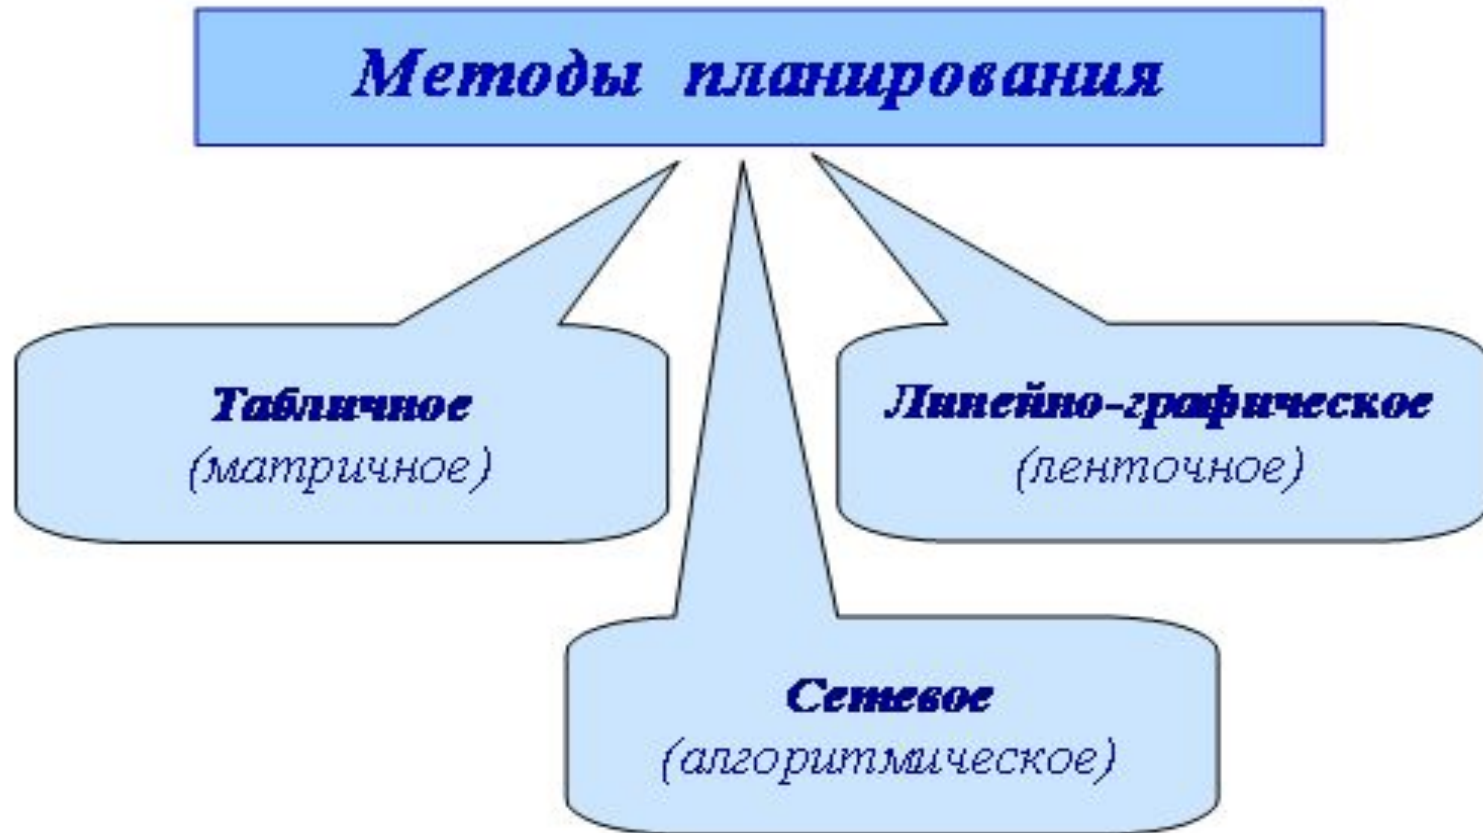 Методы планирования
Табличное
(матричное)
Линейно-графическое
(ленточное)
Сетевое
(алгоритмическое)